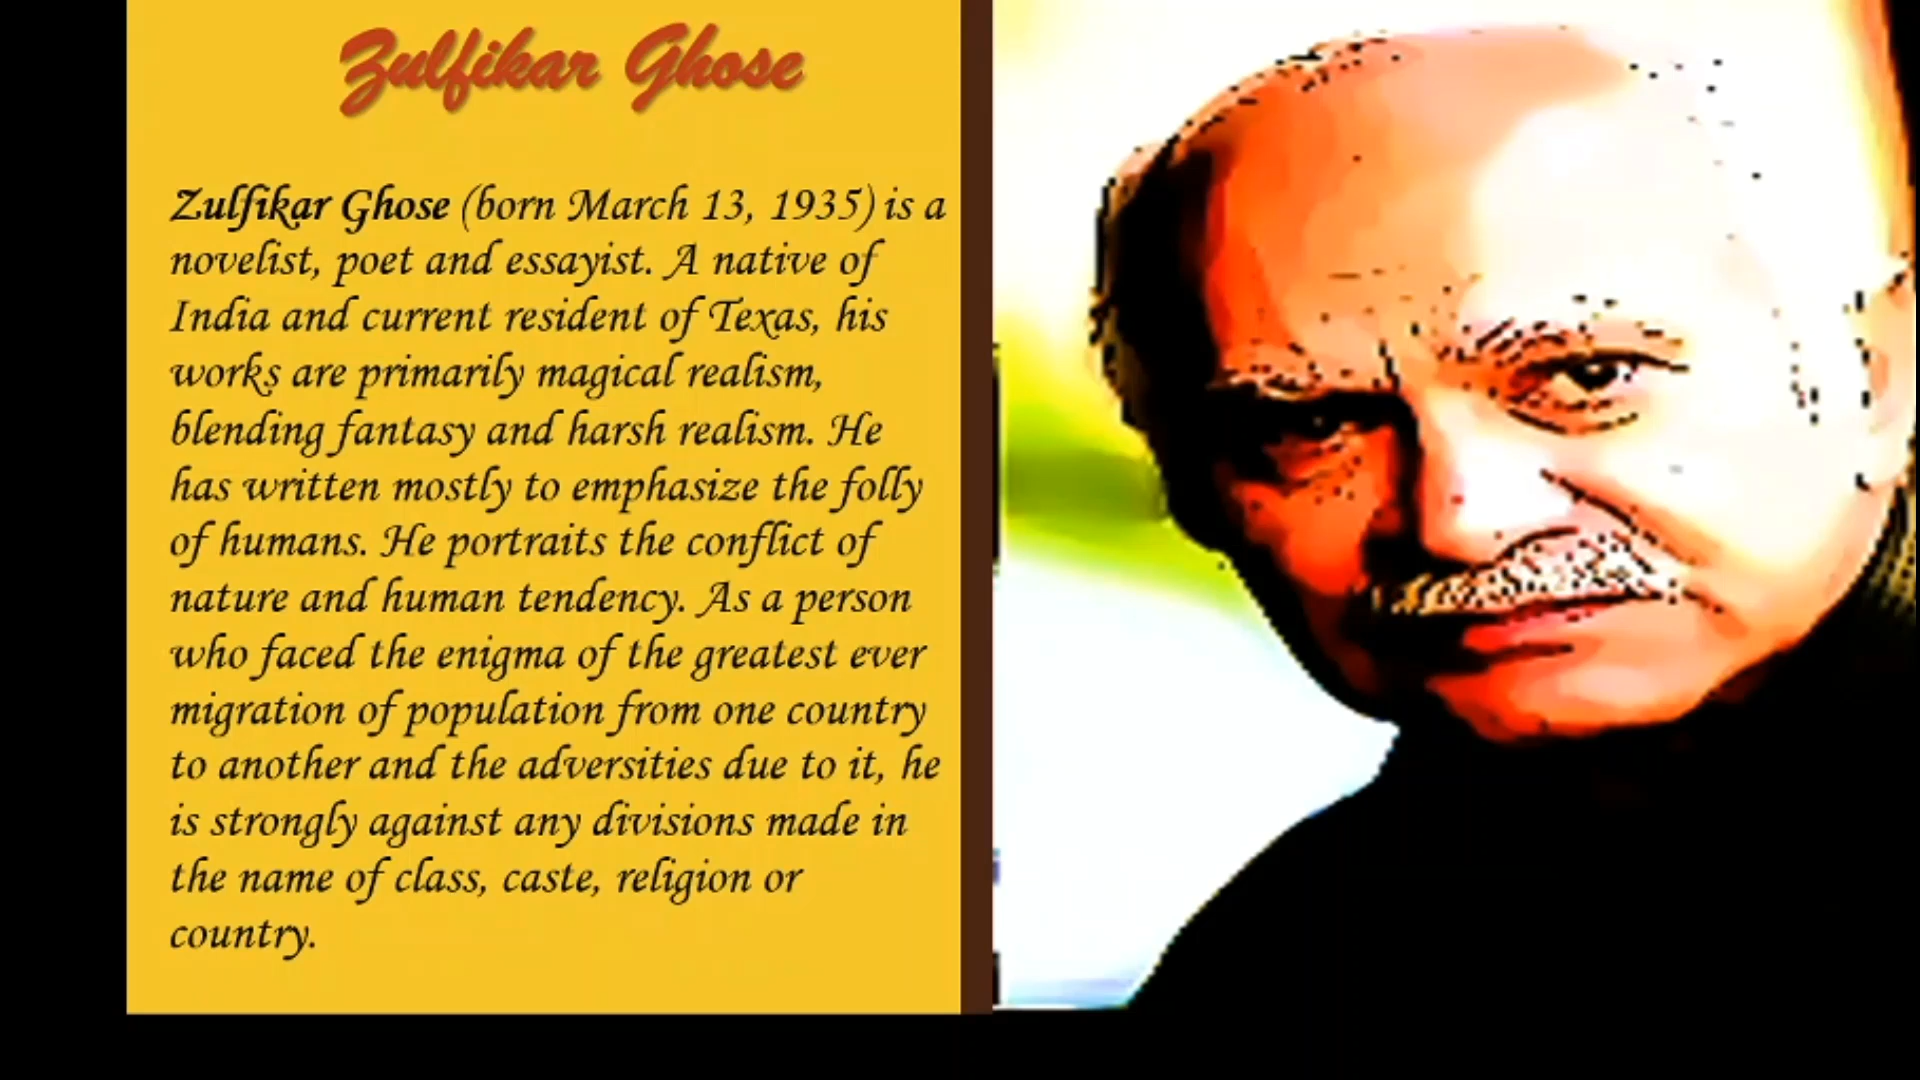 Zulfikar Ghose
Zulfikar Ghose (born March 13, 1935) is a
novelist, poet and essayist. A native of
India and current resident of Texas, his
works are primarily magical realism,
blending fantasy and harsh realism. He
has written mostly to emphasize the folly
of humans. He portraits the conflict of
nature and human tendency. As a person
who faced the enigma of the greatest ever
migration of population from one country
to another and the adversities due to it, he
is strongly against any divisions made in
the name of class, caste, religion or
country.